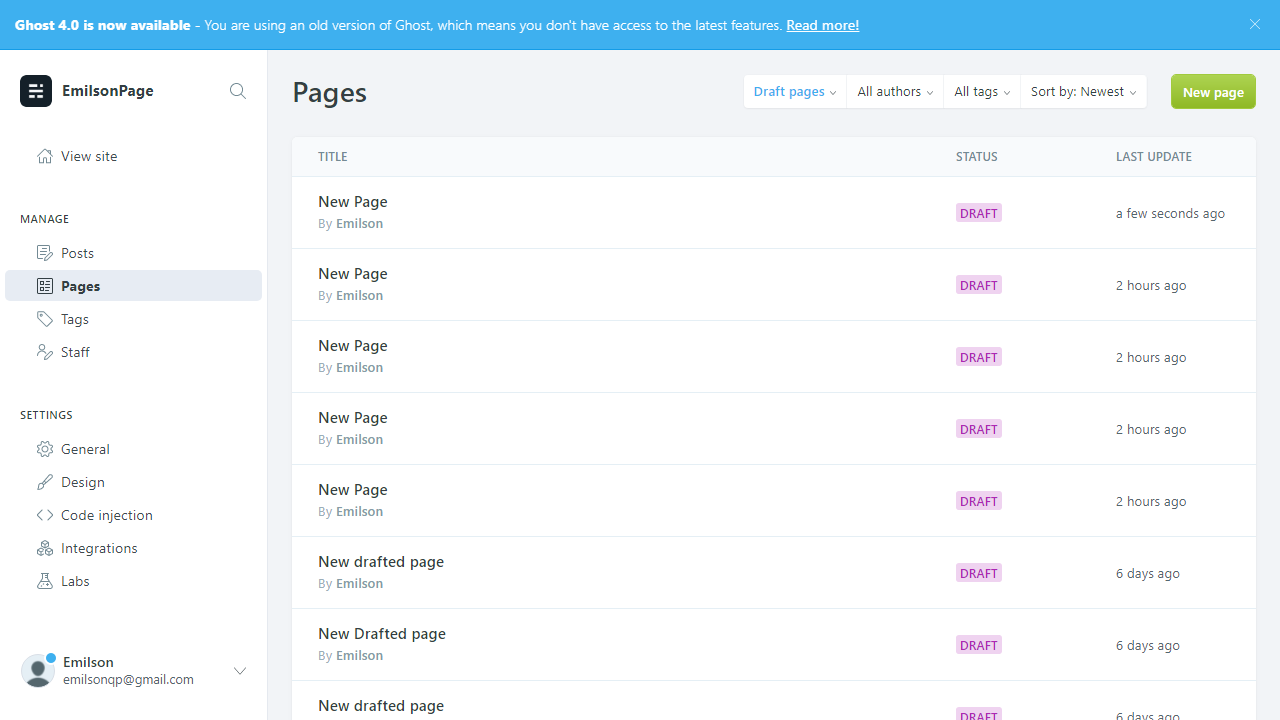 Ghost 4.0 is now available - You are using an old version of Ghost, which means you don't have access to the latest features. Read more!
EmilsonPage
View site
MANAGE
Posts
Pages
Tags
Staff
SETTINGS
General
Design
Code injection
Integrations
Labs
Emilson
emilsonqp@gmail.com
Pages
Draft pages All authors All tags Sort by: Newest New page
TITLE STATUS LAST UPDATE
New Page
By Emilson
DRAFT a few seconds ago
New Page
By Emilson
DRAFT 2 hours ago
New Page
By Emilson
DRAFT 2 hours ago
New Page
By Emilson
DRAFT 2 hours ago
New Page
By Emilson
DRAFT 2 hours ago
New drafted page
By Emilson
DRAFT 6 days ago
New Drafted page
By Emilson
DRAFT 6 days ago
New drafted page
DRAFT 6 days ago